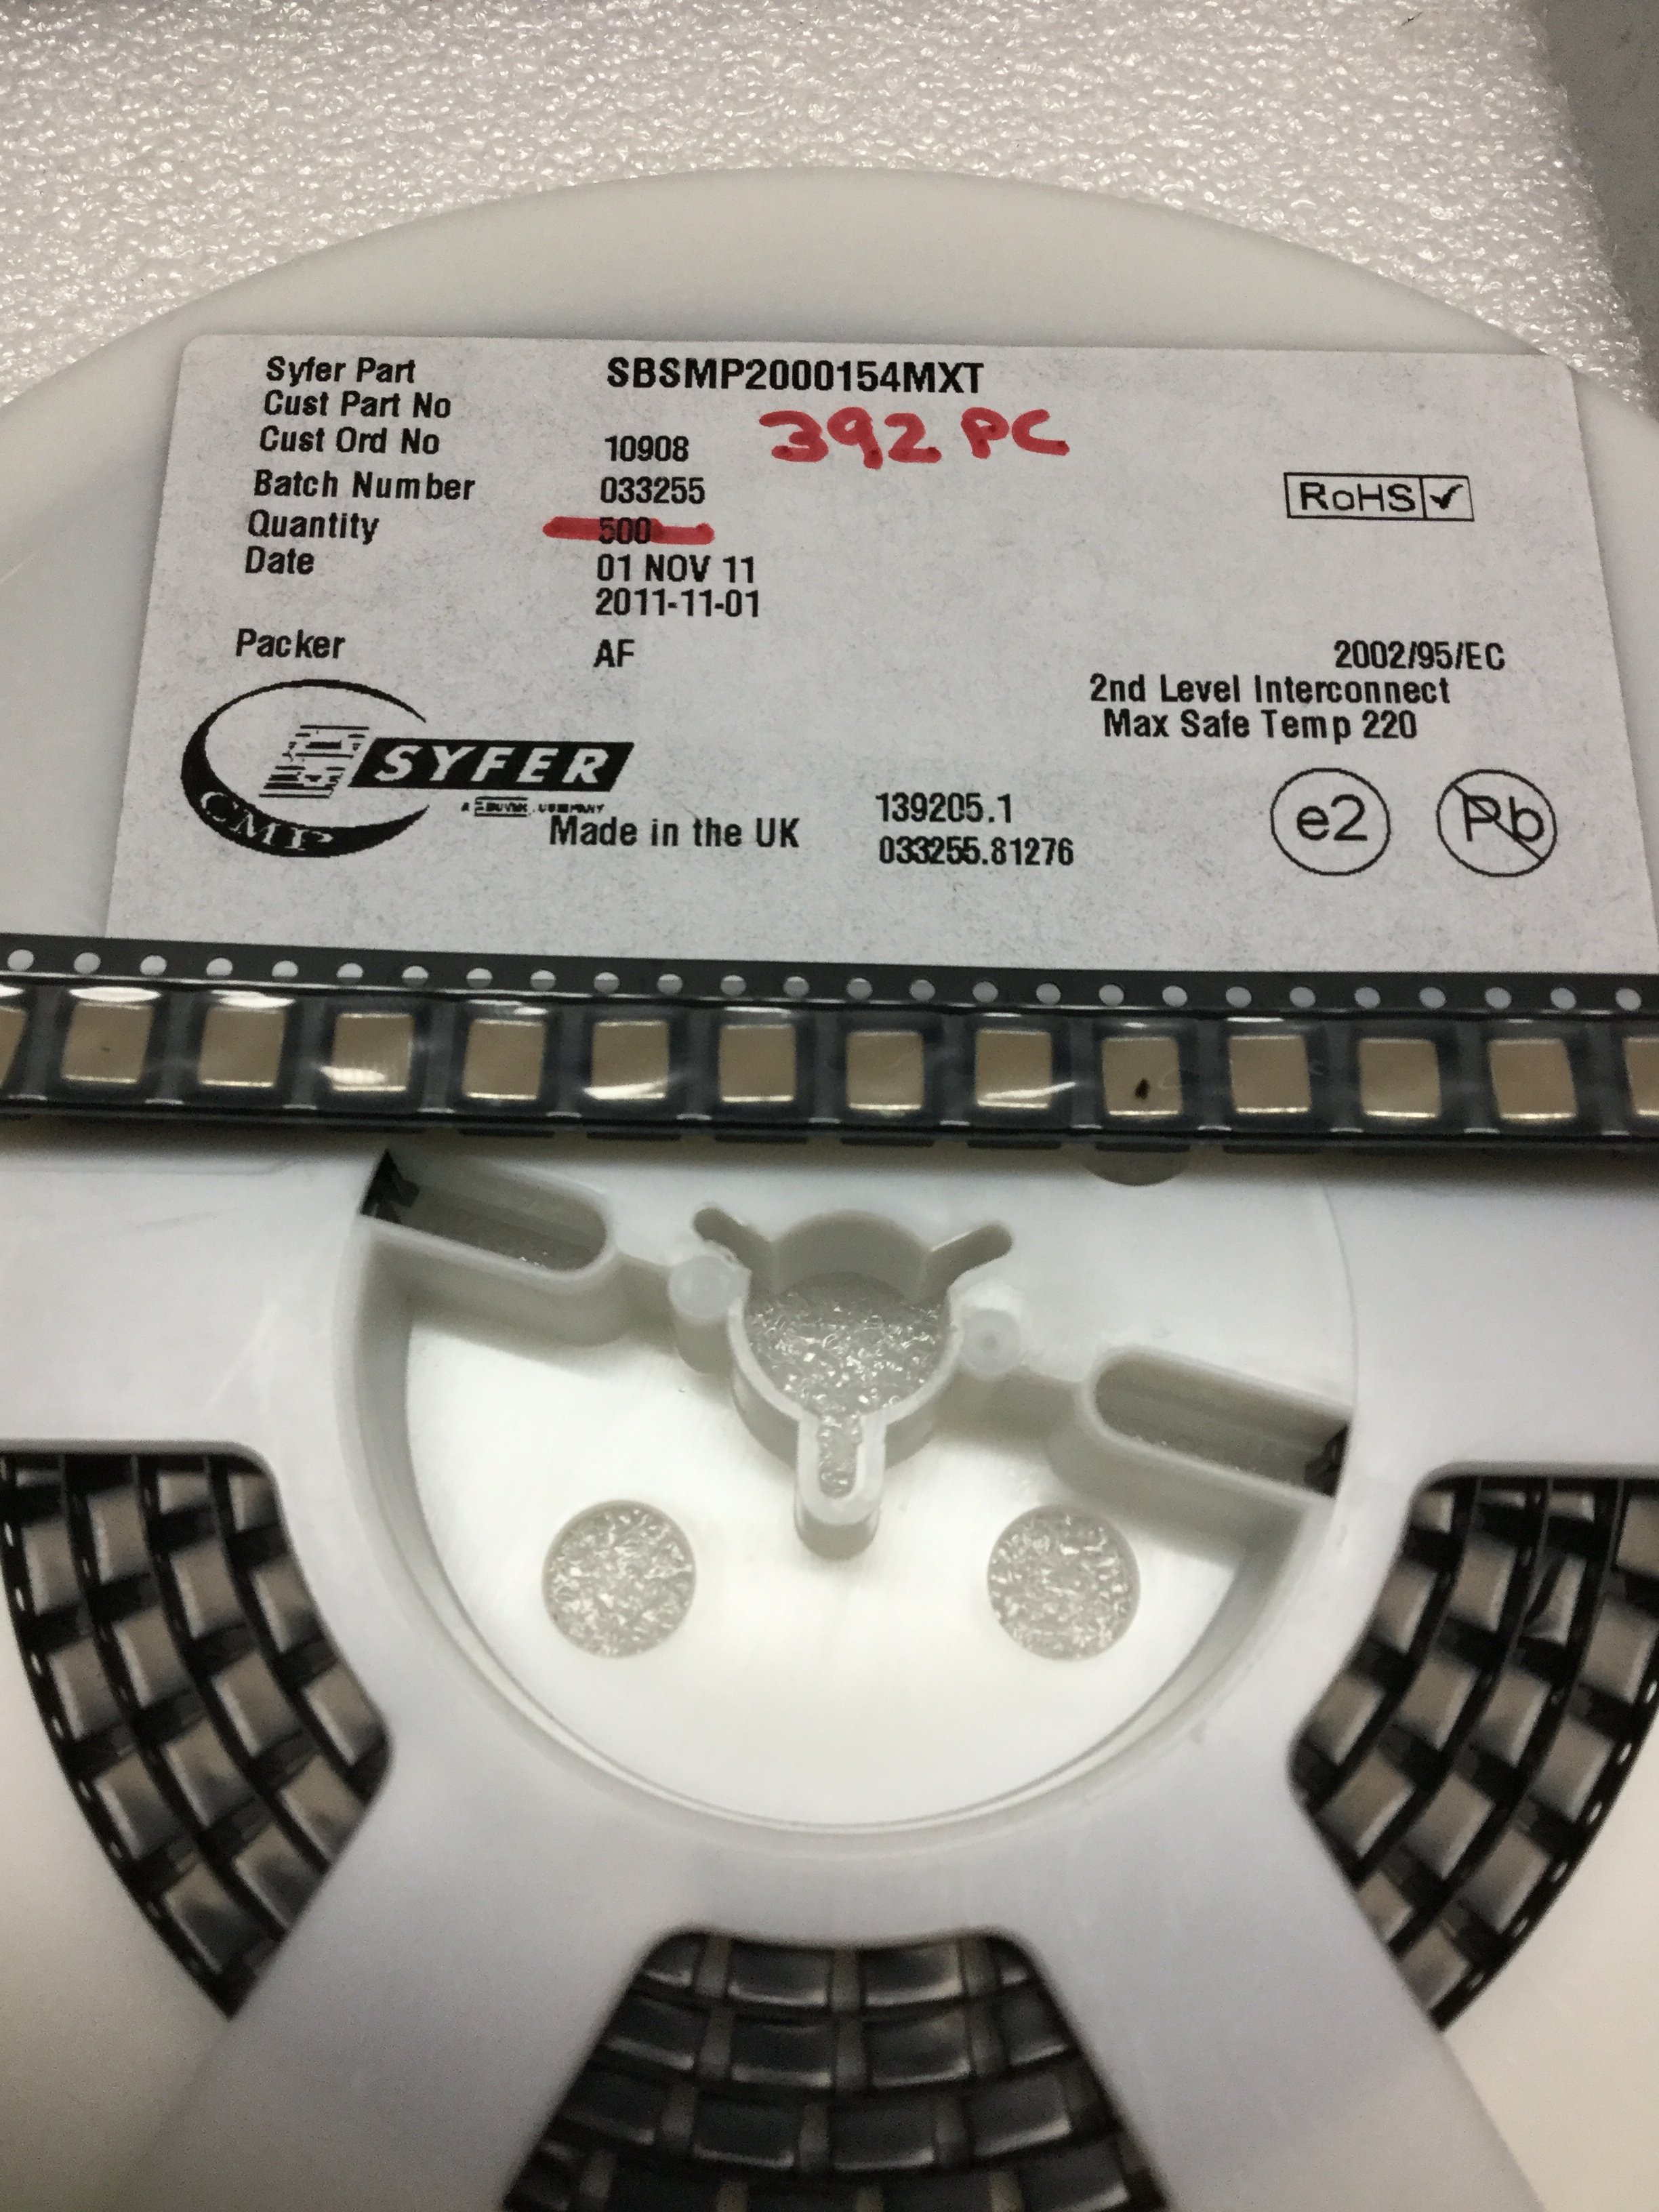 Syfer Part SBSMP2000154MXT
Cust Part No
392 PC
Cust Ord No 10908
Batch Number 033255
Quantity 500
Date 01 NOV 11
2011-11-01
Packer AF
RoHS ✓
2002/95/EC
2nd Level Interconnect
Max Safe Temp 220
SYFER
CMP
A COMPANY
Made in the UK
139205.1
033255.81276
e2
Pb